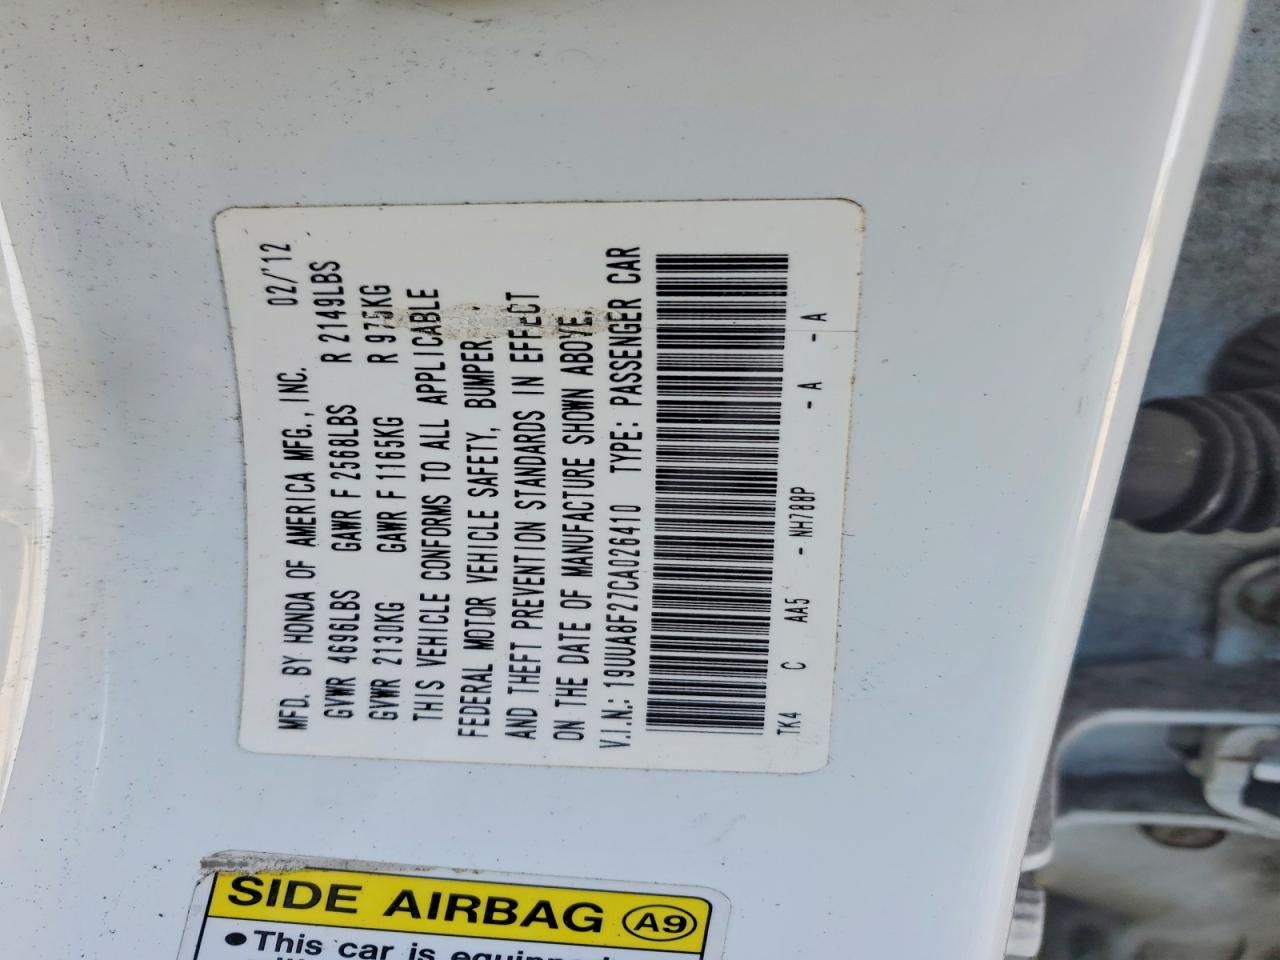 MFD. BY HONDA OF AMERICA MFG., INC. 02/'12
GVWR 4696LBS GAWR F 2568LBS R 2149LBS
GVWR 2130KG GAWR F 1165KG R 975KG
THIS VEHICLE CONFORMS TO ALL APPLICABLE
FEDERAL MOTOR VEHICLE SAFETY, BUMPER,
AND THEFT PREVENTION STANDARDS IN EFFECT
ON THE DATE OF MANUFACTURE SHOWN ABOVE.
V.I.N.: 19UUA8F27CA026410 TYPE: PASSENGER CAR
TK4 C AA5 - NH788P - A - A
SIDE AIRBAG A9
• This car is equipped